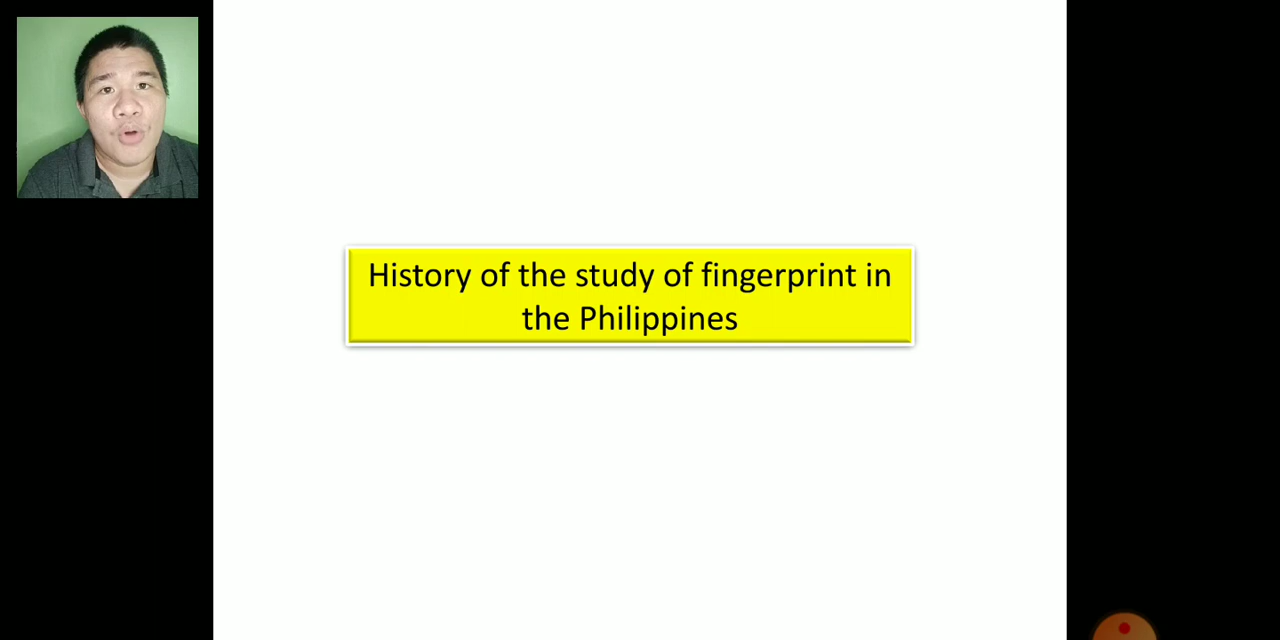 History of the study of fingerprint in
the Philippines